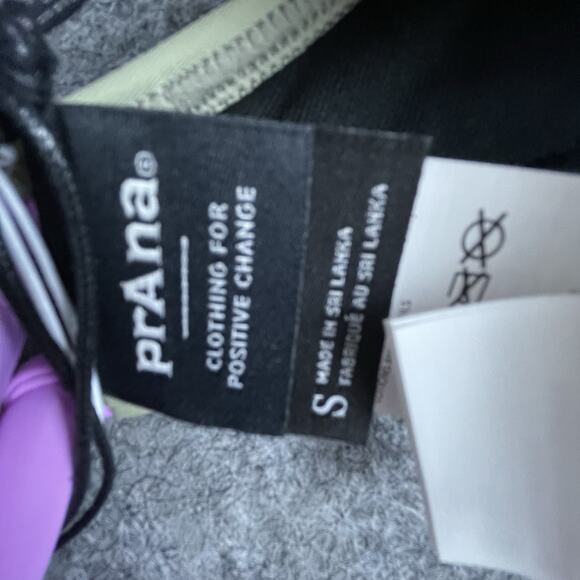 prAna®
CLOTHING FOR
POSITIVE CHANGE
S
MADE IN SRI LANKA
FABRIQUÉ AU SRI LANKA